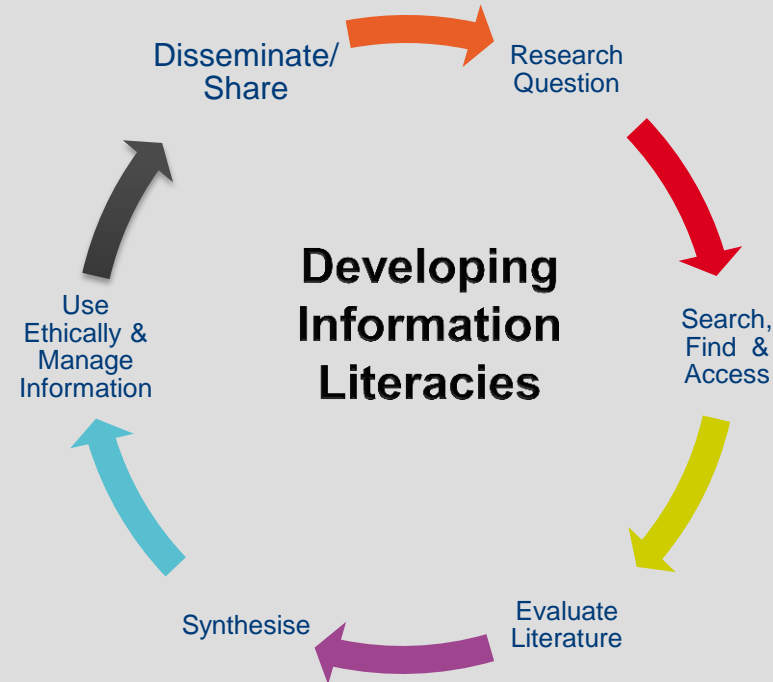 Disseminate/
Share
Research
Question
Developing
Information
Literacies
Use
Ethically &
Manage
Information
Search,
Find &
Access
Evaluate
Literature
Synthesise